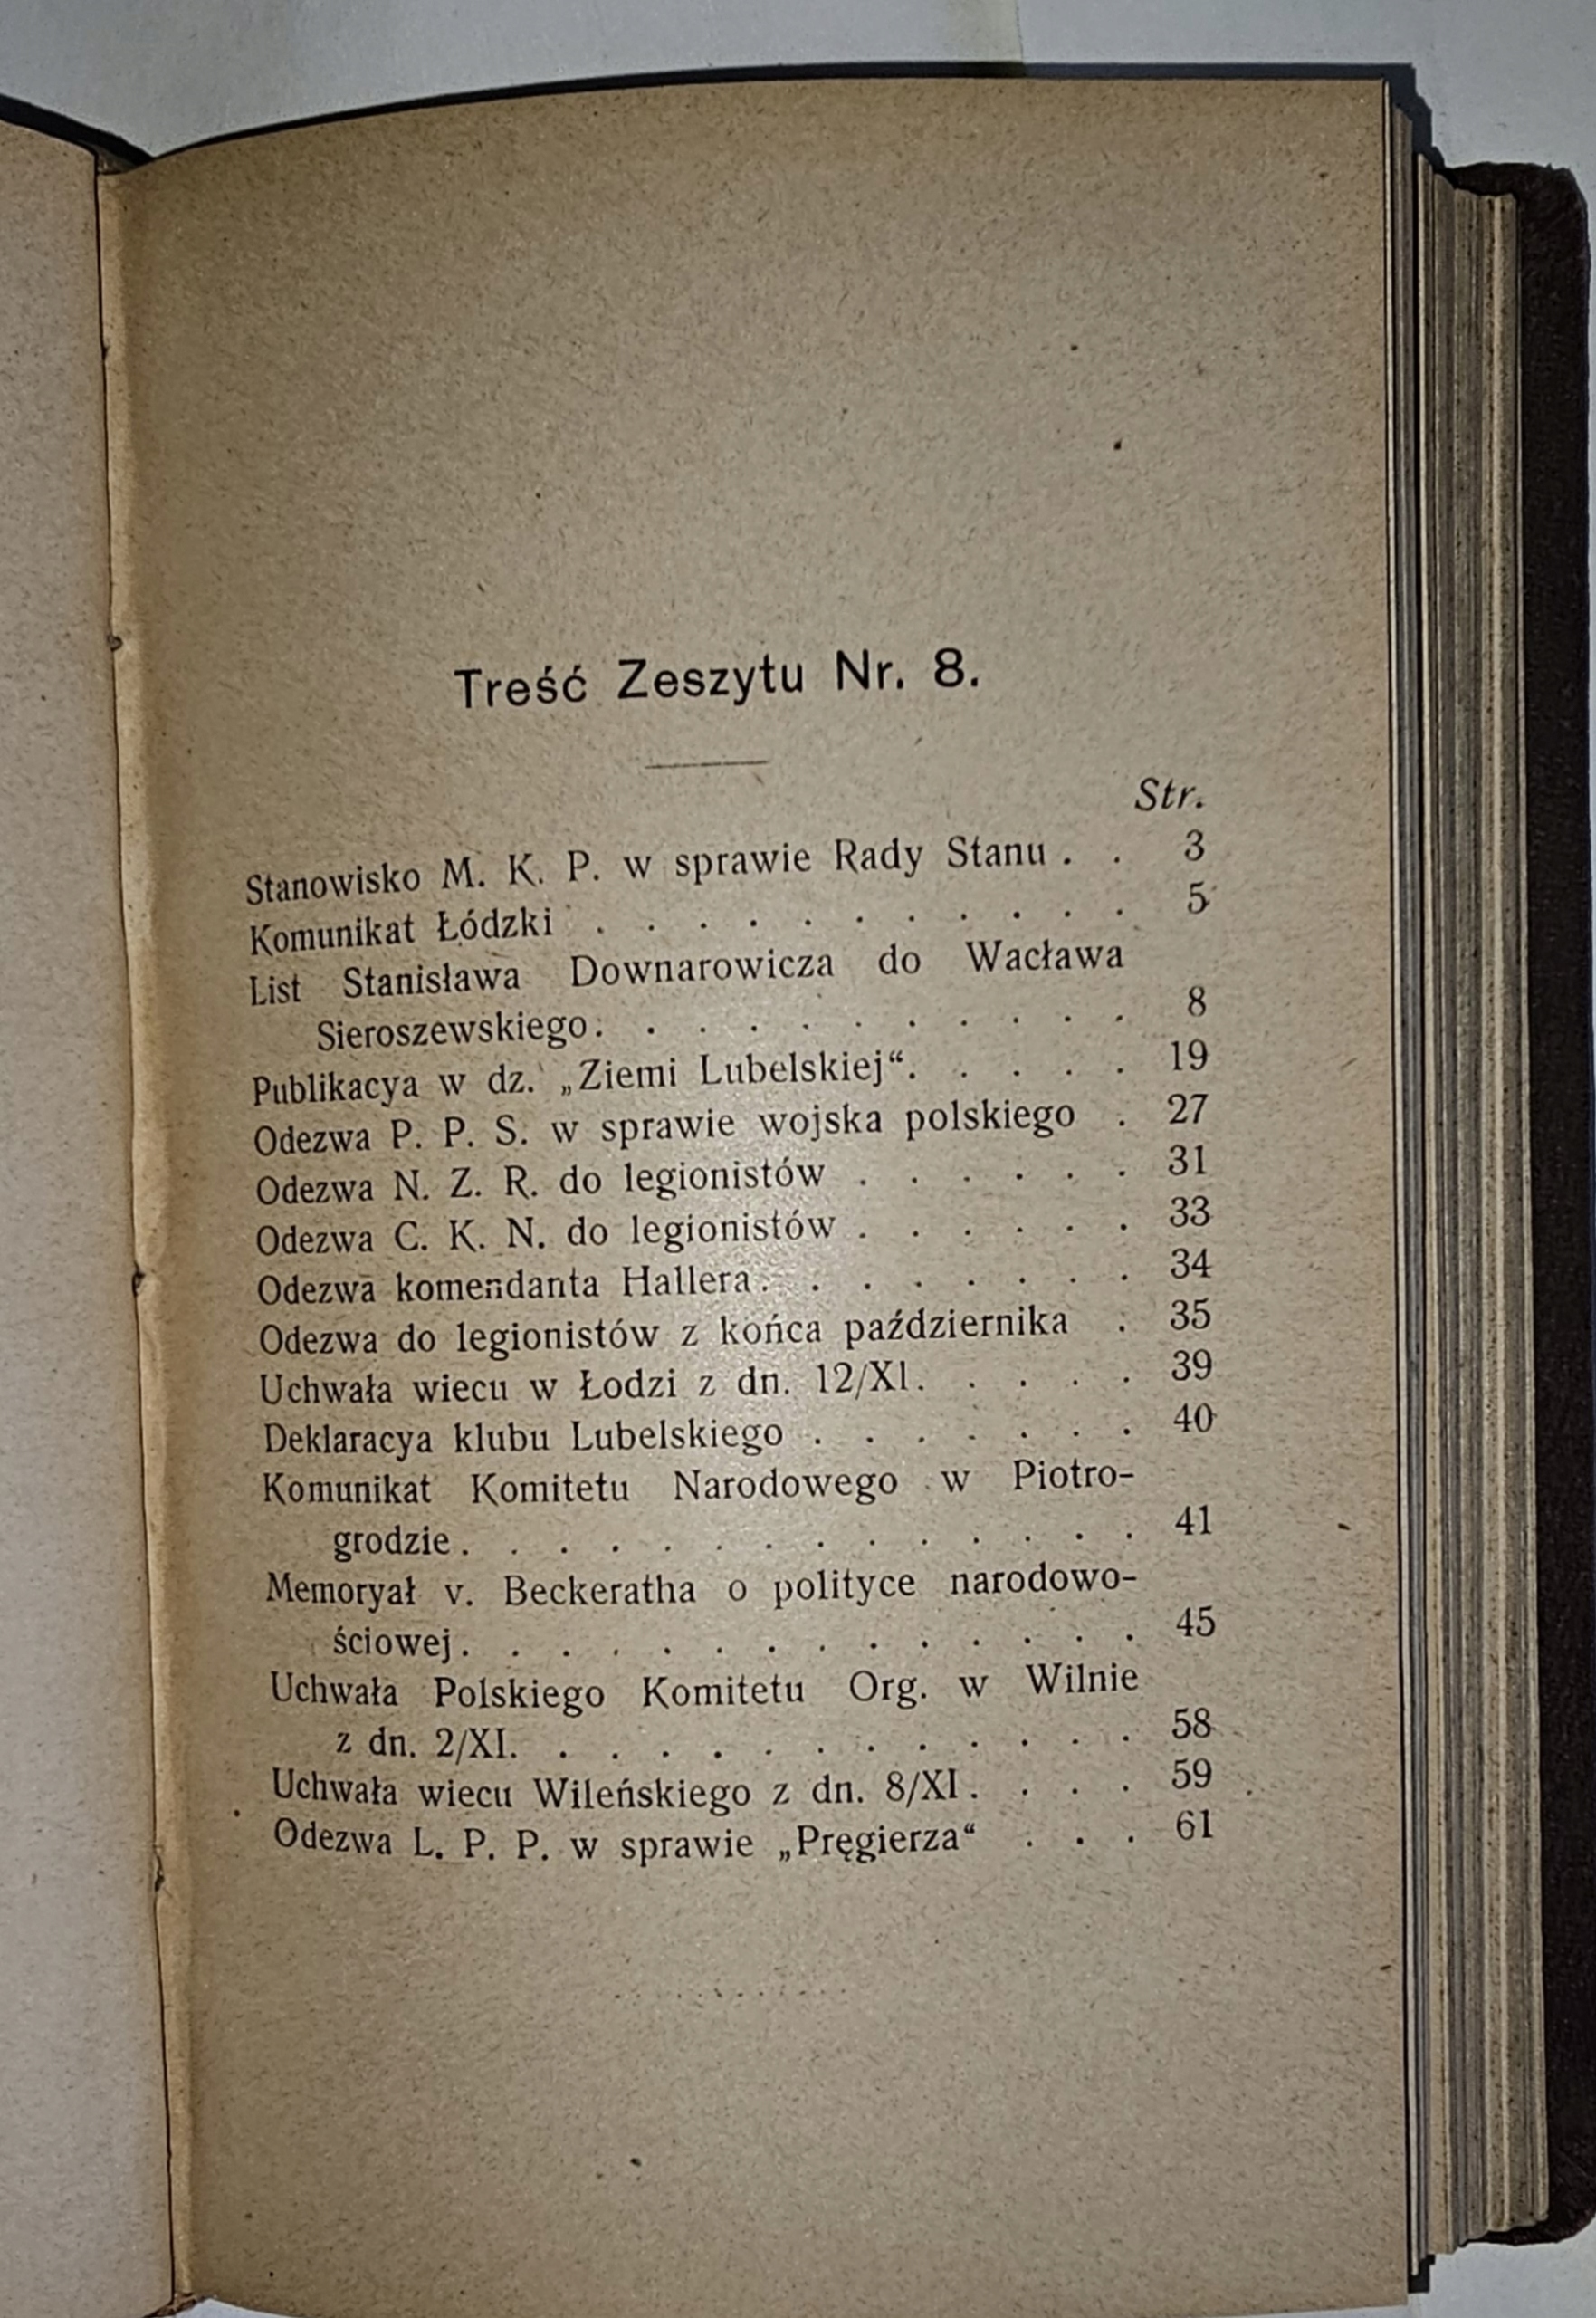 Treść Zeszytu Nr. 8.
Str.
Stanowisko M. K. P. w sprawie Rady Stanu . . 3
Komunikat Łódzki . . . . . . . . . . . 5
List Stanisława Downarowicza do Wacława
Sieroszewskiego. . . . . . . . . . . 8
Publikacya w dz. „Ziemi Lubelskiej“. . . . . 19
Odezwa P. P. S. w sprawie wojska polskiego . 27
Odezwa N. Z. R. do legionistów . . . . . . 31
Odezwa C. K. N. do legionistów . . . . . . 33
Odezwa komendanta Hallera. . . . . . . . 34
Odezwa do legionistów z końca października . 35
Uchwała wiecu w Łodzi z dn. 12/XI. . . . . 39
Deklaracya klubu Lubelskiego . . . . . . . 40
Komunikat Komitetu Narodowego w Piotro-
grodzie. . . . . . . . . . . . . . 41
Memoryał v. Beckeratha o polityce narodowo-
ściowej. . . . . . . . . . . . . . 45
Uchwała Polskiego Komitetu Org. w Wilnie
z dn. 2/XI. . . . . . . . . . . . . 58
Uchwała wiecu Wileńskiego z dn. 8/XI. . . . 59
Odezwa L. P. P. w sprawie „Pręgierza“ . . . 61